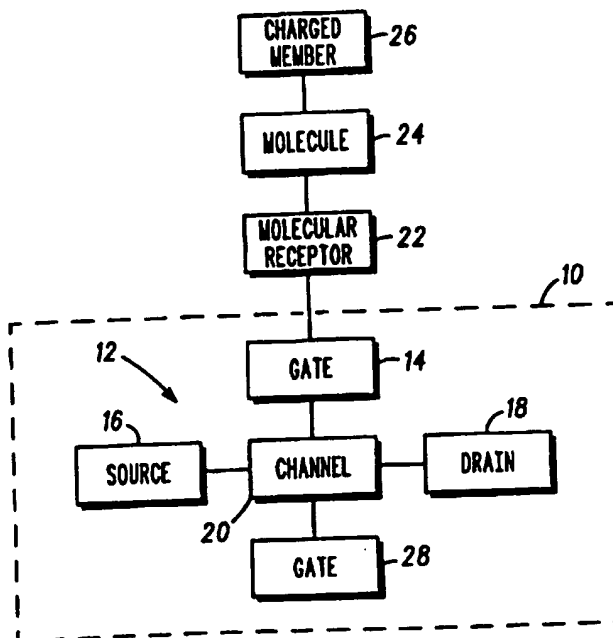 CHARGED
MEMBER
26
MOLECULE
24
MOLECULAR
RECEPTOR
22
10
12
GATE
14
16
SOURCE
CHANNEL
18
DRAIN
20
GATE
28